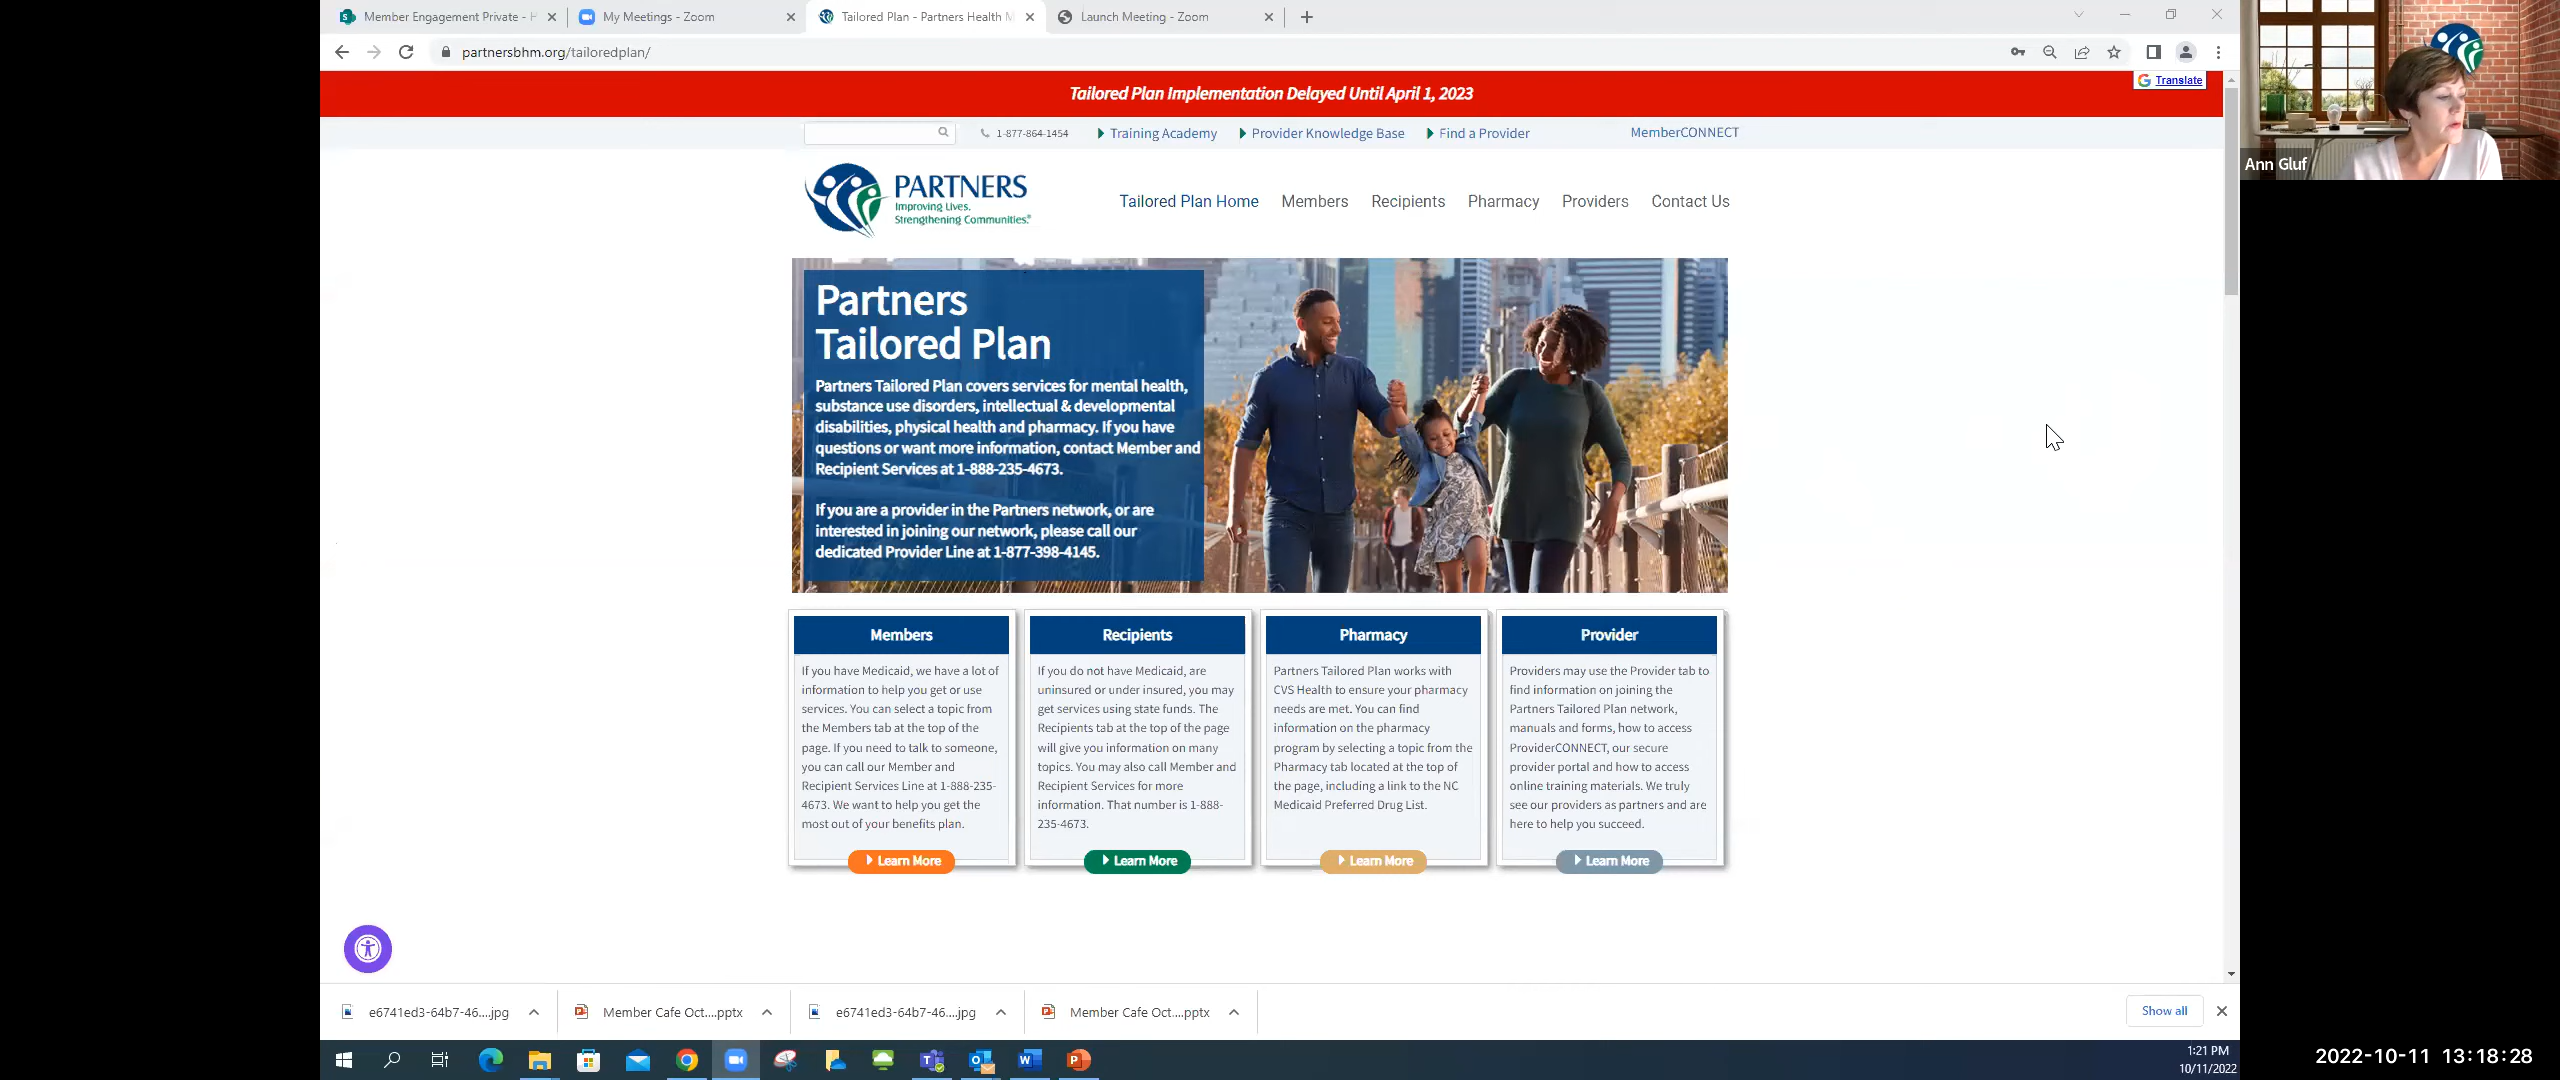 Member Engagement Private -
My Meetings - Zoom
Tailored Plan - Partners Health M
Launch Meeting - Zoom
partnersbhm.org/tailoredplan/
Tailored Plan Implementation Delayed Until April 1, 2023
Translate
1-877-864-1454
Training Academy
Provider Knowledge Base
Find a Provider
MemberCONNECT
PARTNERS
Improving Lives.
Strengthening Communities.®
Tailored Plan Home
Members
Recipients
Pharmacy
Providers
Contact Us
Partners
Tailored Plan
Partners Tailored Plan covers services for mental health,
substance use disorders, intellectual & developmental
disabilities, physical health and pharmacy. If you have
questions or want more information, contact Member and
Recipient Services at 1-888-235-4673.
If you are a provider in the Partners network, or are
interested in joining our network, please call our
dedicated Provider Line at 1-877-398-4145.
Members
If you have Medicaid, we have a lot of
information to help you get or use
services. You can select a topic from
the Members tab at the top of the
page. If you need to talk to someone,
you can call our Member and
Recipient Services Line at 1-888-235-
4673. We want to help you get the
most out of your benefits plan.
Learn More
Recipients
If you do not have Medicaid, are
uninsured or under insured, you may
get services using state funds. The
Recipients tab at the top of the page
will give you information on many
topics. You may also call Member and
Recipient Services for more
information. That number is 1-888-
235-4673.
Learn More
Pharmacy
Partners Tailored Plan works with
CVS Health to ensure your pharmacy
needs are met. You can find
information on the pharmacy
program by selecting a topic from the
Pharmacy tab located at the top of
the page, including a link to the NC
Medicaid Preferred Drug List.
Learn More
Provider
Providers may use the Provider tab to
find information on joining the
Partners Tailored Plan network,
manuals and forms, how to access
ProviderCONNECT, our secure
provider portal and how to access
online training materials. We truly
see our providers as partners and are
here to help you succeed.
Learn More
e6741ed3-64b7-46....jpg
Member Cafe Oct....pptx
e6741ed3-64b7-46....jpg
Member Cafe Oct....pptx
Show all
1:21 PM
10/11/2022
Ann Gluf
2022-10-11 13:18:28